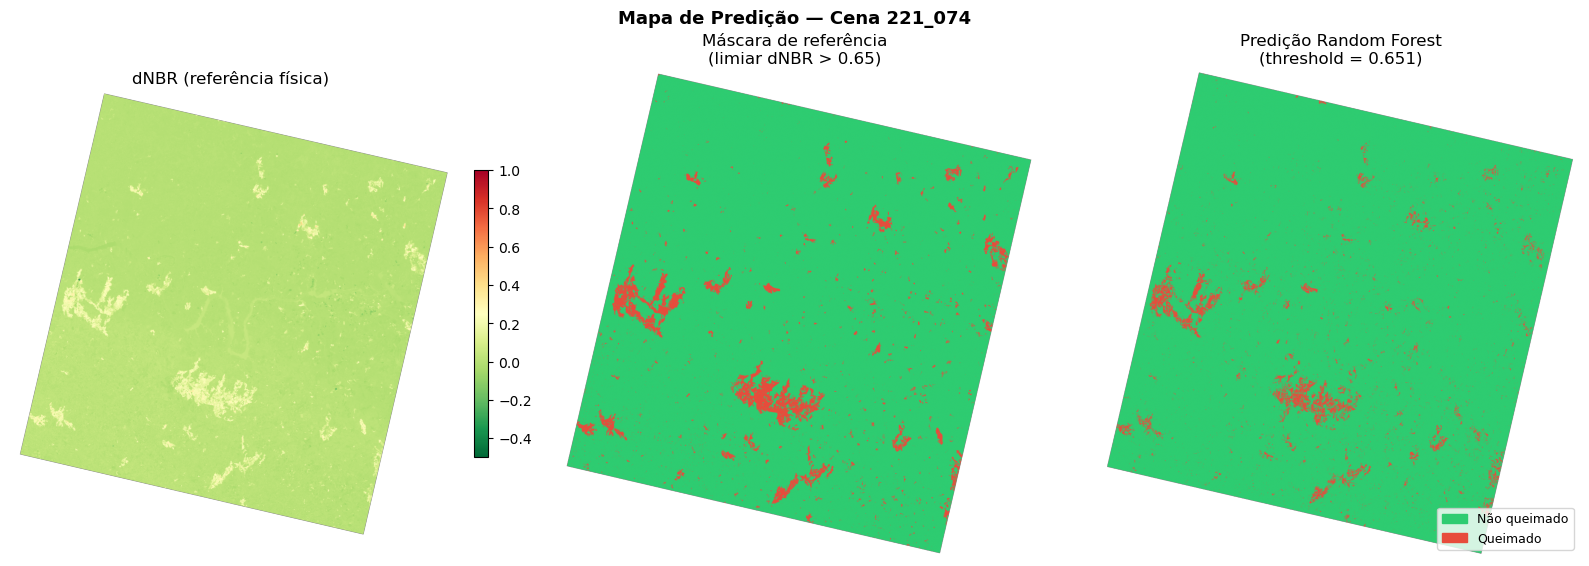 Mapa de Predição — Cena 221_074
dNBR (referência física)
1.0
0.8
0.6
0.4
0.2
0.0
−0.2
−0.4
Máscara de referência
(limiar dNBR > 0.65)
Predição Random Forest
(threshold = 0.651)
Não queimado
Queimado